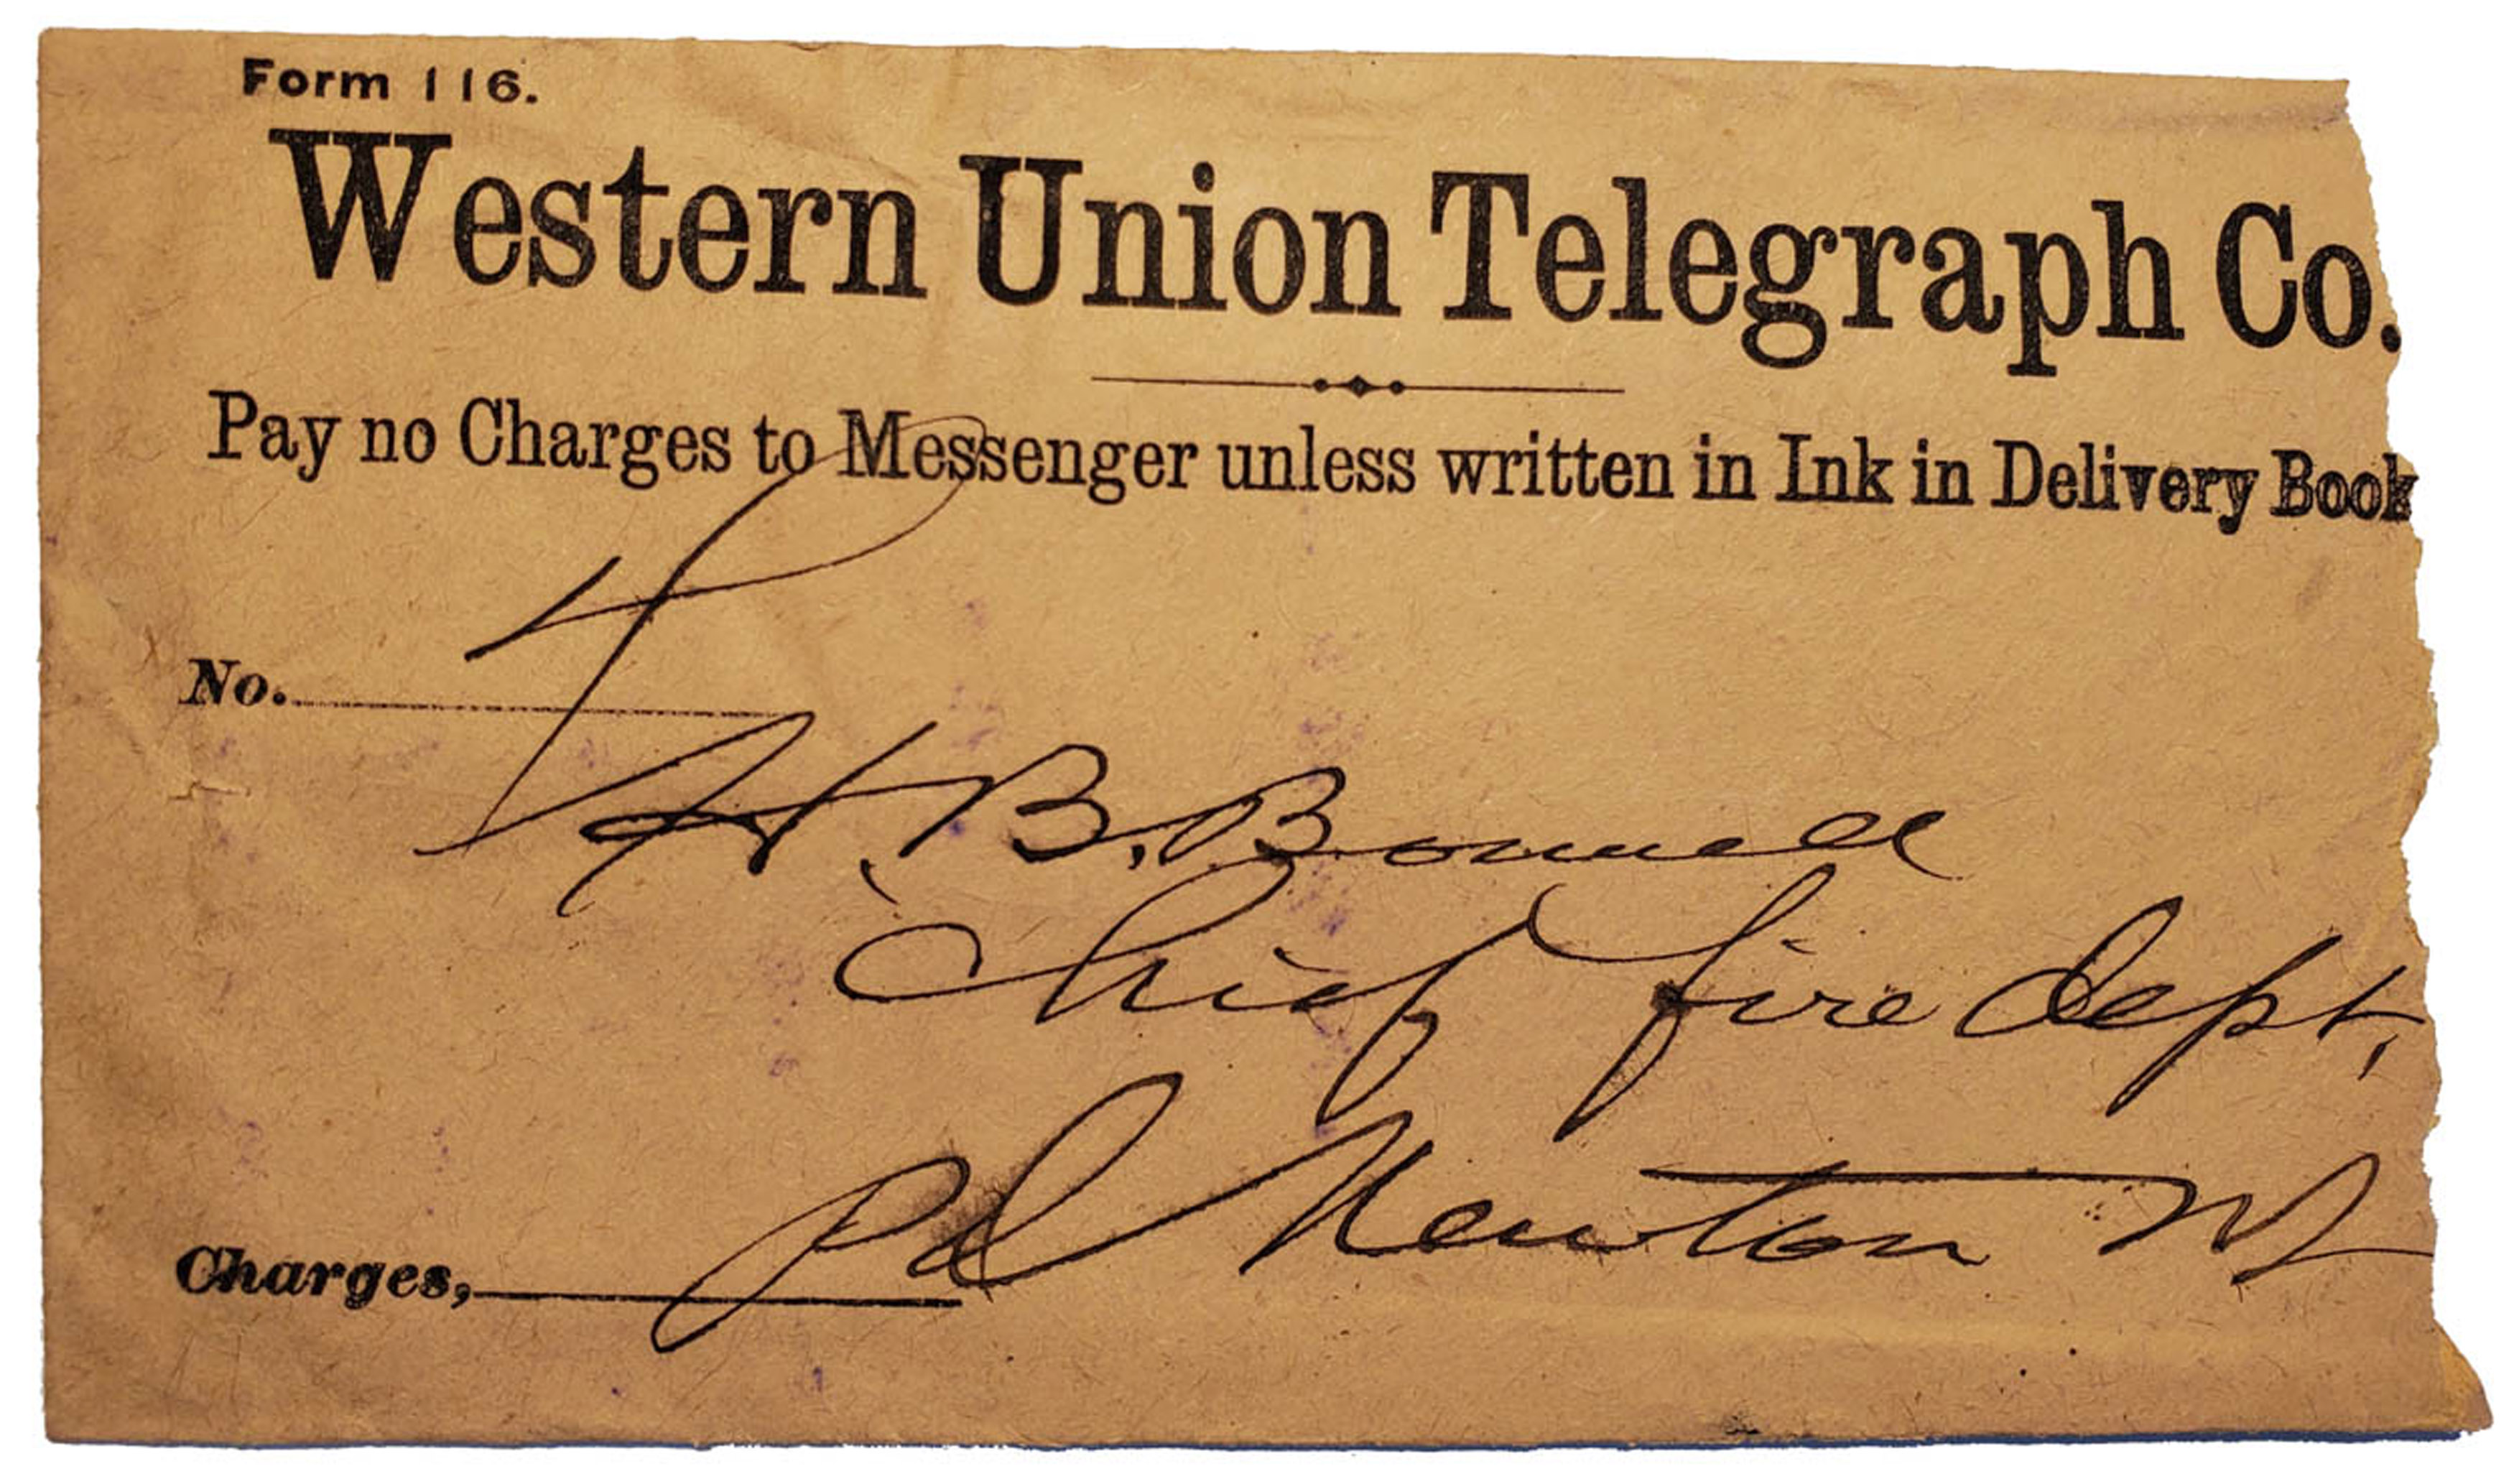 Form 116.
Western Union Telegraph Co.
Pay no Charges to Messenger unless written in Ink in Delivery Book
No.
To H. B. Bonnell
Chief fire dept,
Charges, pd Newton NJ